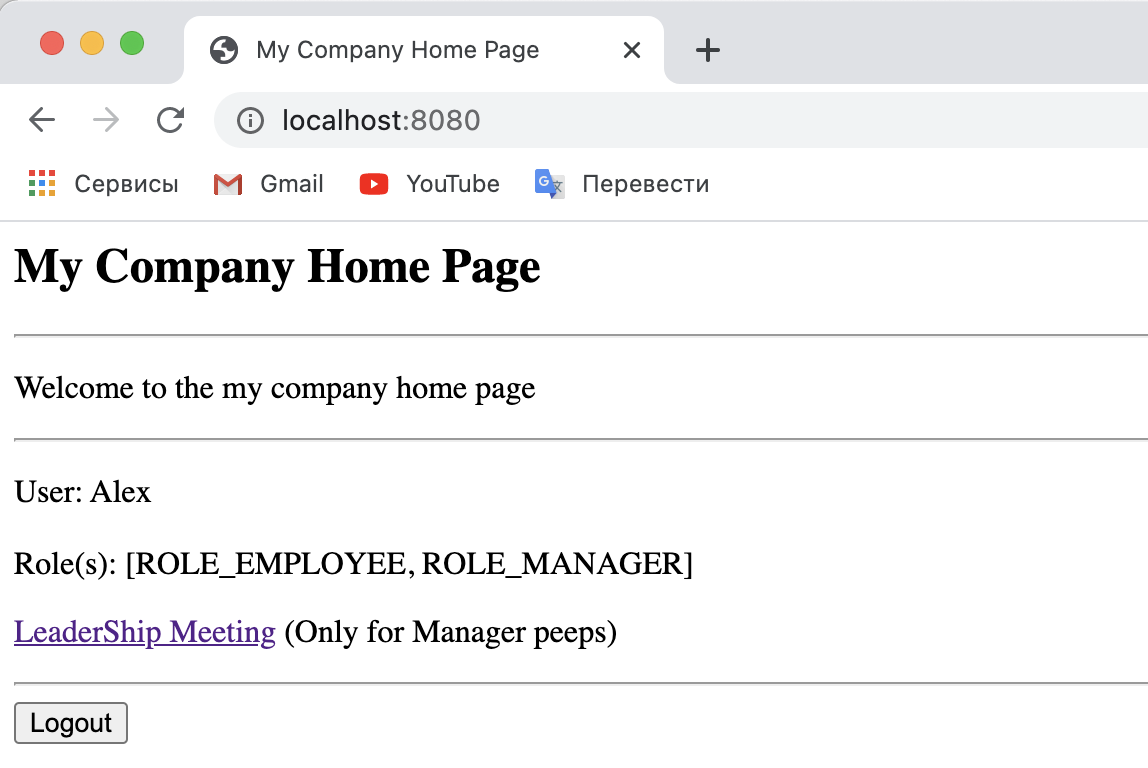 My Company Home Page
localhost:8080
Сервисы Gmail YouTube Перевести
My Company Home Page
Welcome to the my company home page
User: Alex
Role(s): [ROLE_EMPLOYEE, ROLE_MANAGER]
LeaderShip Meeting (Only for Manager peeps)
Logout